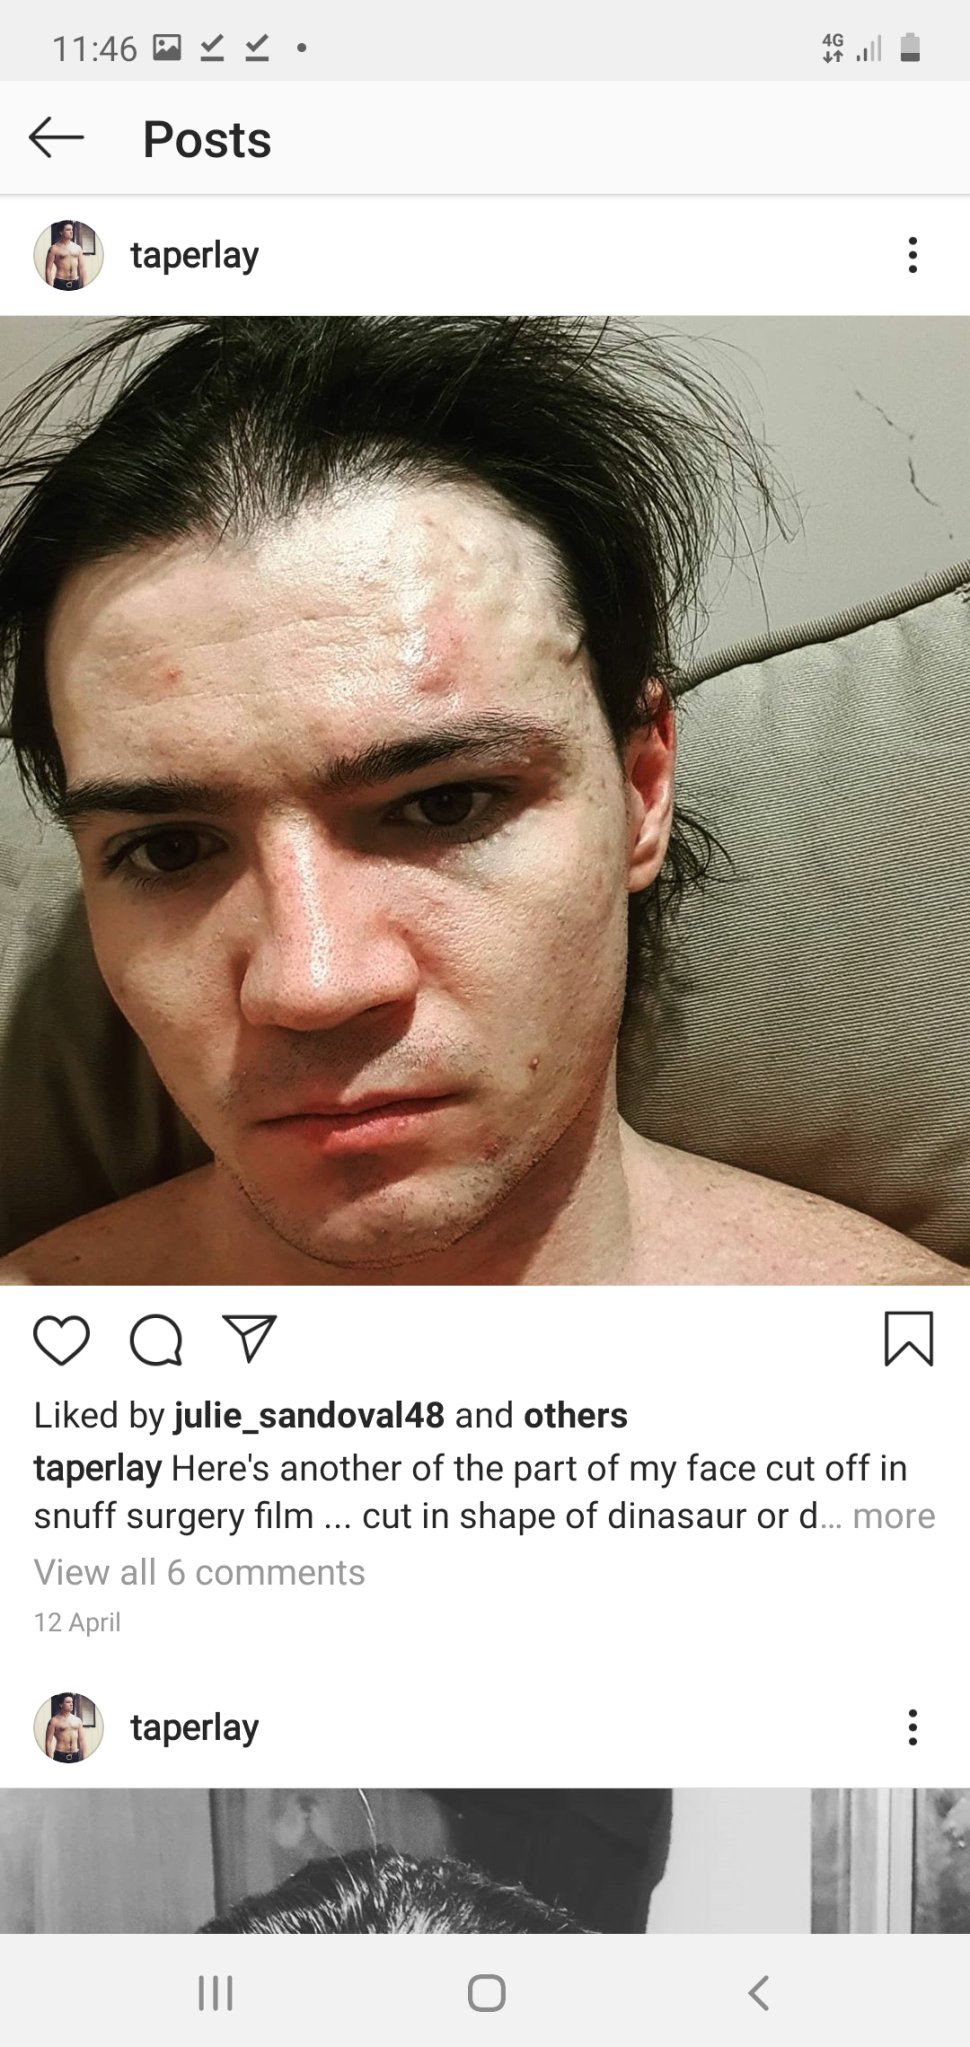 11:46
4G
Posts
taperlay
Liked by julie_sandoval48 and others
taperlay Here's another of the part of my face cut off in
snuff surgery film ... cut in shape of dinasaur or d... more
View all 6 comments
12 April
taperlay